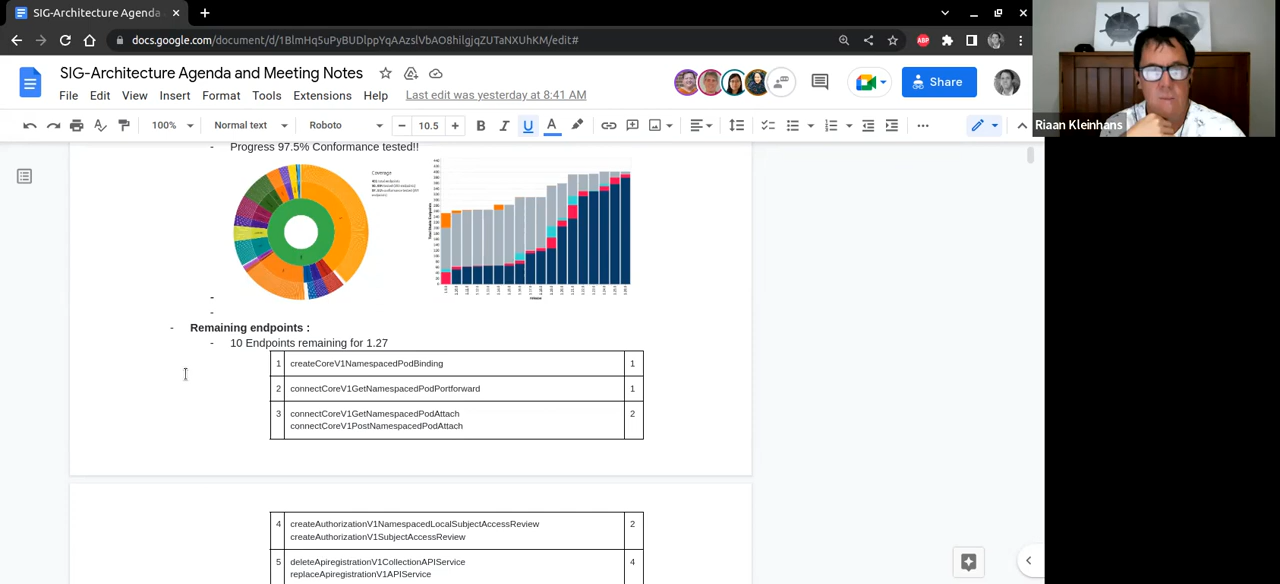 SIG-Architecture Agenda
docs.google.com/document/d/1BlmHq5uPyBUDlppYqAAzslVbAO8hilgjqZUTaNXUhKM/edit#
ABP
SIG-Architecture Agenda and Meeting Notes
File Edit View Insert Format Tools Extensions Help Last edit was yesterday at 8:41 AM
Share
100% Normal text Roboto 10.5 B I U A
Riaan Kleinhans
- Progress 97.5% Conformance tested!!
Coverage
-
-
- Remaining endpoints :
- 10 Endpoints remaining for 1.27
1 createCoreV1NamespacedPodBinding 1
2 connectCoreV1GetNamespacedPodPortforward 1
3 connectCoreV1GetNamespacedPodAttach 2
connectCoreV1PostNamespacedPodAttach
4 createAuthorizationV1NamespacedLocalSubjectAccessReview 2
createAuthorizationV1SubjectAccessReview
5 deleteApiregistrationV1CollectionAPIService 4
replaceApiregistrationV1APIService